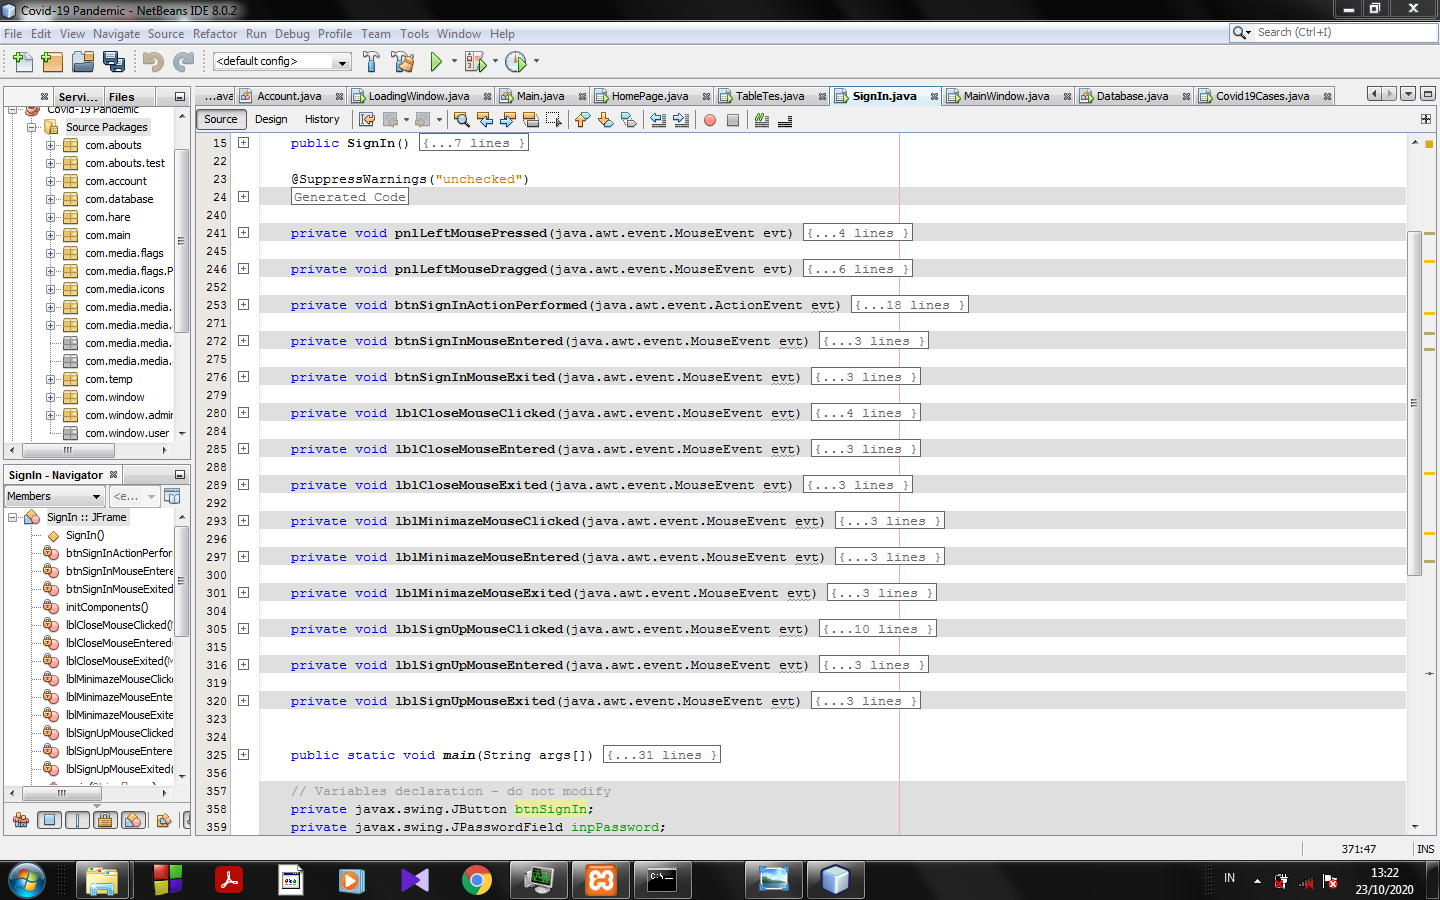 Covid-19 Pandemic - NetBeans IDE 8.0.2
File Edit View Navigate Source Refactor Run Debug Profile Team Tools Window Help
Search (Ctrl+I)
<default config>
Servi... Files
...ava Account.java LoadingWindow.java Main.java HomePage.java TableTes.java SignIn.java MainWindow.java Database.java Covid19Cases.java
Source Design History
Covid-19 Pandemic
Source Packages
com.abouts
com.abouts.test
com.account
com.database
com.hare
com.main
com.media.flags
com.media.flags.P
com.media.icons
com.media.media.
com.media.media.
com.media.media.
com.media.media.
com.temp
com.window
com.window.admir
com.window.user
SignIn - Navigator
Members <e...
SignIn :: JFrame
SignIn()
btnSignInActionPerfor
btnSignInMouseEntere
btnSignInMouseExited
initComponents()
lblCloseMouseClicked(
lblCloseMouseEntered(
lblCloseMouseExited(M
lblMinimazeMouseClick
lblMinimazeMouseEnte
lblMinimazeMouseExite
lblSignUpMouseClicked
lblSignUpMouseEntere
lblSignUpMouseExited(
15 public SignIn() {...7 lines }
22
23 @SuppressWarnings("unchecked")
24 Generated Code
240
241 private void pnlLeftMousePressed(java.awt.event.MouseEvent evt) {...4 lines }
245
246 private void pnlLeftMouseDragged(java.awt.event.MouseEvent evt) {...6 lines }
252
253 private void btnSignInActionPerformed(java.awt.event.ActionEvent evt) {...18 lines }
271
272 private void btnSignInMouseEntered(java.awt.event.MouseEvent evt) {...3 lines }
275
276 private void btnSignInMouseExited(java.awt.event.MouseEvent evt) {...3 lines }
279
280 private void lblCloseMouseClicked(java.awt.event.MouseEvent evt) {...4 lines }
284
285 private void lblCloseMouseEntered(java.awt.event.MouseEvent evt) {...3 lines }
288
289 private void lblCloseMouseExited(java.awt.event.MouseEvent evt) {...3 lines }
292
293 private void lblMinimazeMouseClicked(java.awt.event.MouseEvent evt) {...3 lines }
296
297 private void lblMinimazeMouseEntered(java.awt.event.MouseEvent evt) {...3 lines }
300
301 private void lblMinimazeMouseExited(java.awt.event.MouseEvent evt) {...3 lines }
304
305 private void lblSignUpMouseClicked(java.awt.event.MouseEvent evt) {...10 lines }
315
316 private void lblSignUpMouseEntered(java.awt.event.MouseEvent evt) {...3 lines }
319
320 private void lblSignUpMouseExited(java.awt.event.MouseEvent evt) {...3 lines }
323
324
325 public static void main(String args[]) {...31 lines }
356
357 // Variables declaration - do not modify
358 private javax.swing.JButton btnSignIn;
359 private javax.swing.JPasswordField inpPassword;
371:47 INS
IN
13:22
23/10/2020